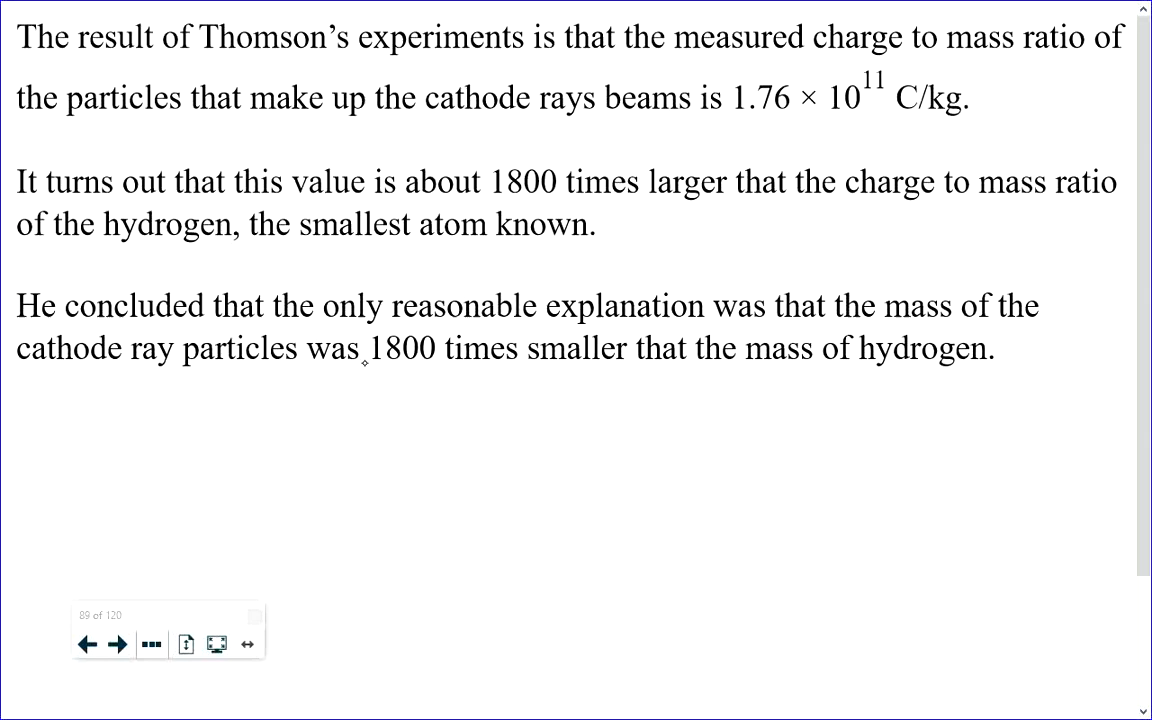 The result of Thomson’s experiments is that the measured charge to mass ratio of
the particles that make up the cathode rays beams is 1.76 × 10¹¹ C/kg.
It turns out that this value is about 1800 times larger that the charge to mass ratio
of the hydrogen, the smallest atom known.
He concluded that the only reasonable explanation was that the mass of the
cathode ray particles was 1800 times smaller that the mass of hydrogen.
89 of 120